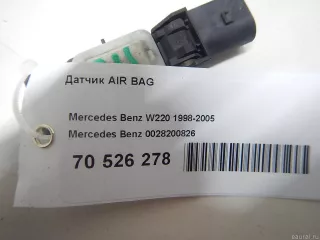 Датчик AIR BAG
Mercedes Benz W220 1998-2005
Mercedes Benz 0028200826
70 526 278